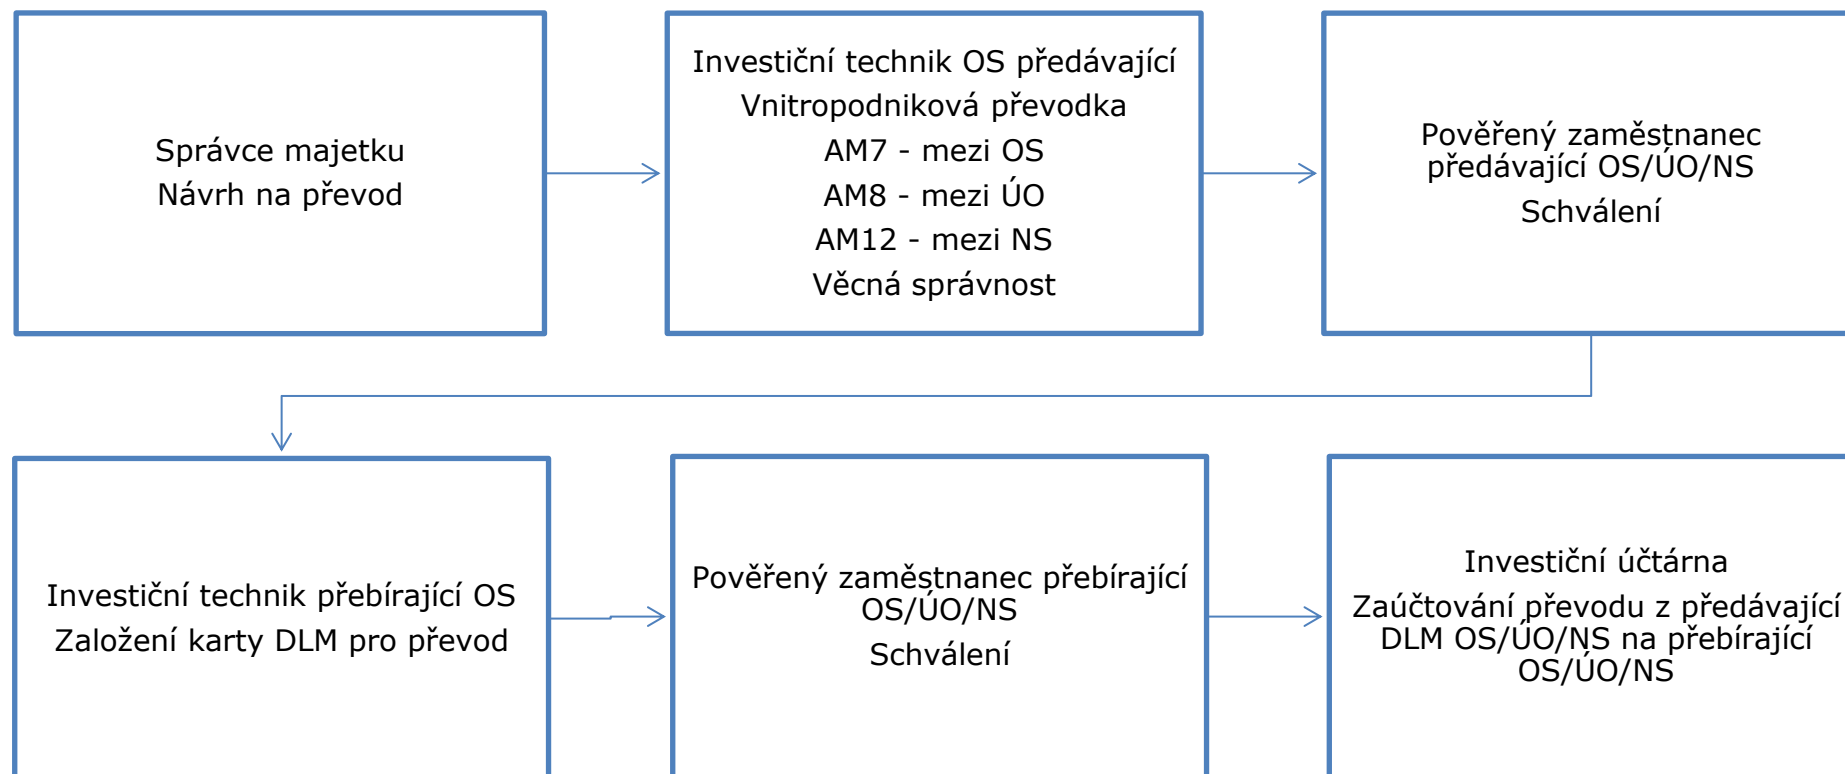 Správce majetku
Návrh na převod
Investiční technik OS předávající
Vnitropodniková převodka
AM7 - mezi OS
AM8 - mezi ÚO
AM12 - mezi NS
Věcná správnost
Pověřený zaměstnanec
předávající OS/ÚO/NS
Schválení
Investiční technik přebírající OS
Založení karty DLM pro převod
Pověřený zaměstnanec přebírající
OS/ÚO/NS
Schválení
Investiční účtárna
Zaúčtování převodu z předávající
DLM OS/ÚO/NS na přebírající
OS/ÚO/NS